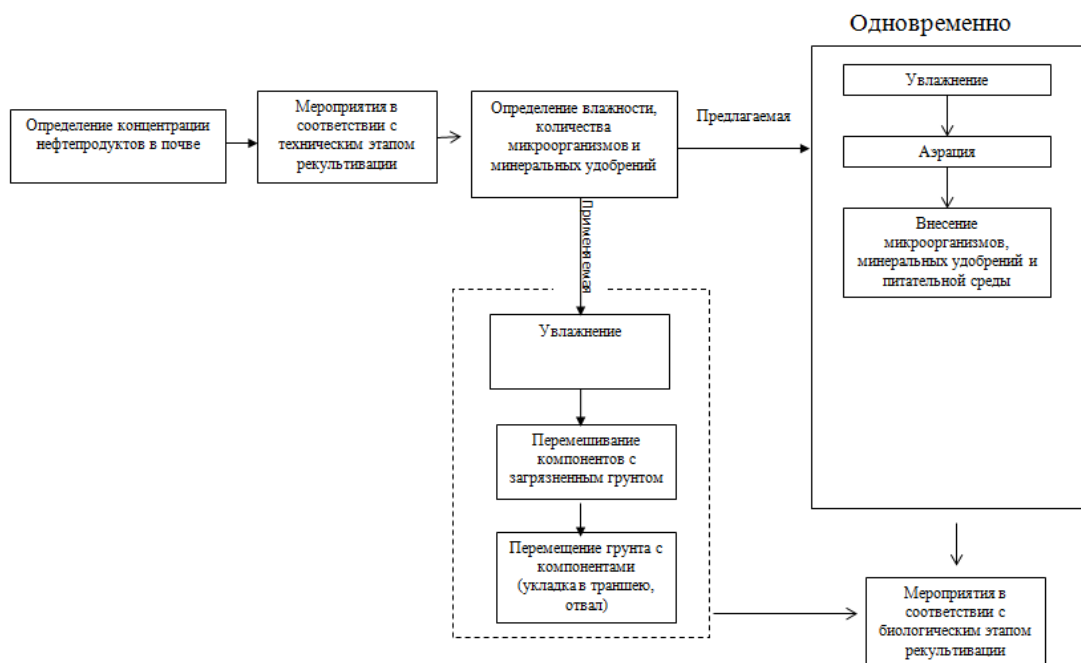 Одновременно
Увлажнение
Аэрация
Внесение
микроорганизмов,
минеральных удобрений и
питательной среды
Определение концентрации
нефтепродуктов в почве
Мероприятия в
соответствии с
техническим этапом
рекультивации
Определение влажности,
количества
микроорганизмов и
минеральных удобрений
Предлагаемая
Применяемая
Увлажнение
Перемешивание
компонентов с
загрязненным грунтом
Перемещение грунта с
компонентами
(укладка в траншею,
отвал)
Мероприятия в
соответствии с
биологическим этапом
рекультивации